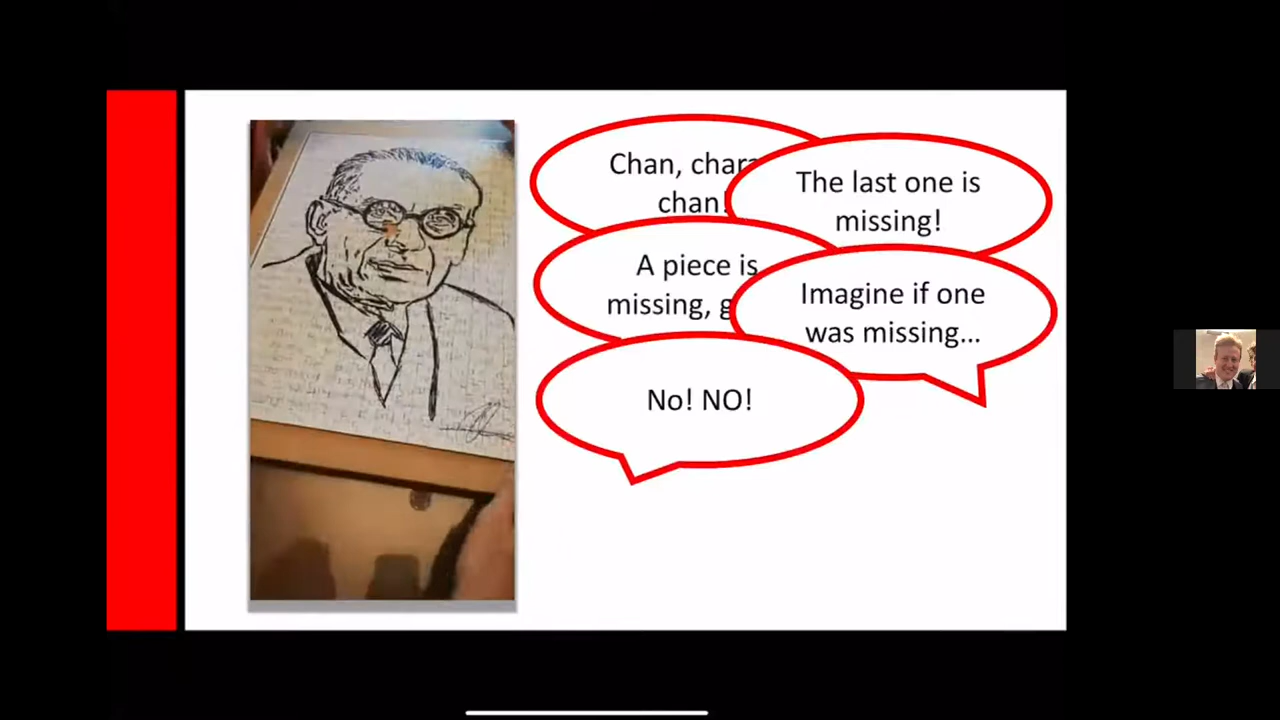 Chan, chara
chan!
The last one is
missing!
A piece is
missing, g
Imagine if one
was missing...
No! NO!